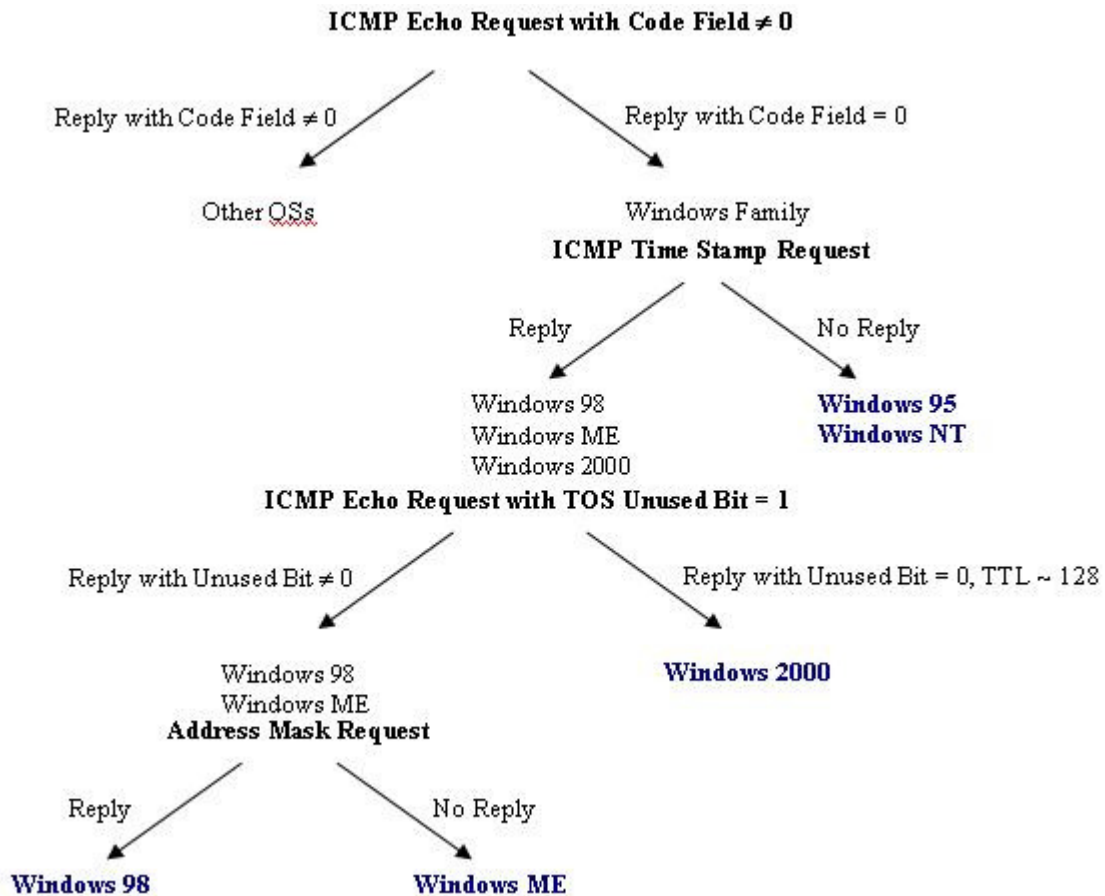 ICMP Echo Request with Code Field ≠ 0
Reply with Code Field ≠ 0
Reply with Code Field = 0
Other OSs
Windows Family
ICMP Time Stamp Request
Reply
No Reply
Windows 98
Windows ME
Windows 2000
Windows 95
Windows NT
ICMP Echo Request with TOS Unused Bit = 1
Reply with Unused Bit ≠ 0
Reply with Unused Bit = 0, TTL ~ 128
Windows 98
Windows ME
Windows 2000
Address Mask Request
Reply
No Reply
Windows 98
Windows ME